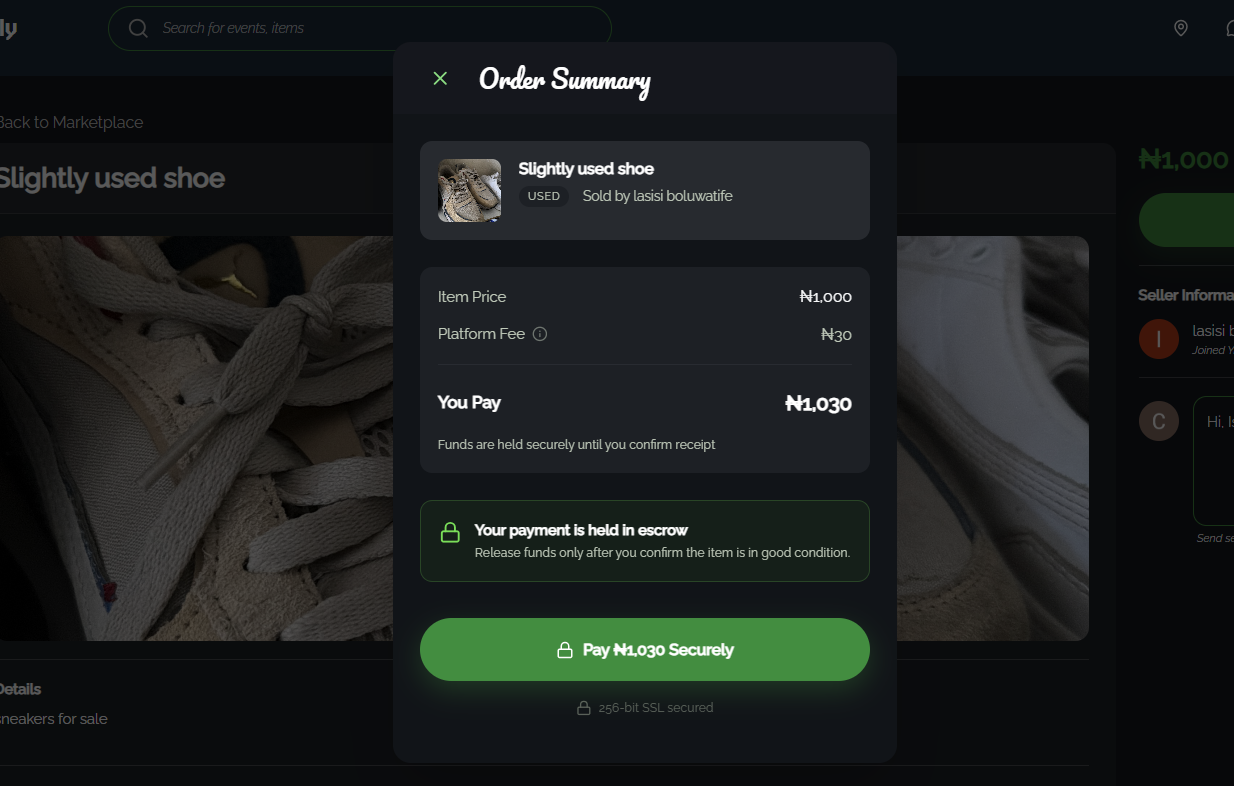 ly
Search for events, items
Order Summary
Back to Marketplace
Slightly used shoe
₦1,000
Slightly used shoe
USED
Sold by lasisi boluwatife
Item Price
₦1,000
Platform Fee
₦30
You Pay
₦1,030
Funds are held securely until you confirm receipt
Your payment is held in escrow
Release funds only after you confirm the item is in good condition.
Pay ₦1,030 Securely
256-bit SSL secured
Seller Informa
l
lasisi b
Joined Y
C
Hi, Is
Send se
Details
sneakers for sale